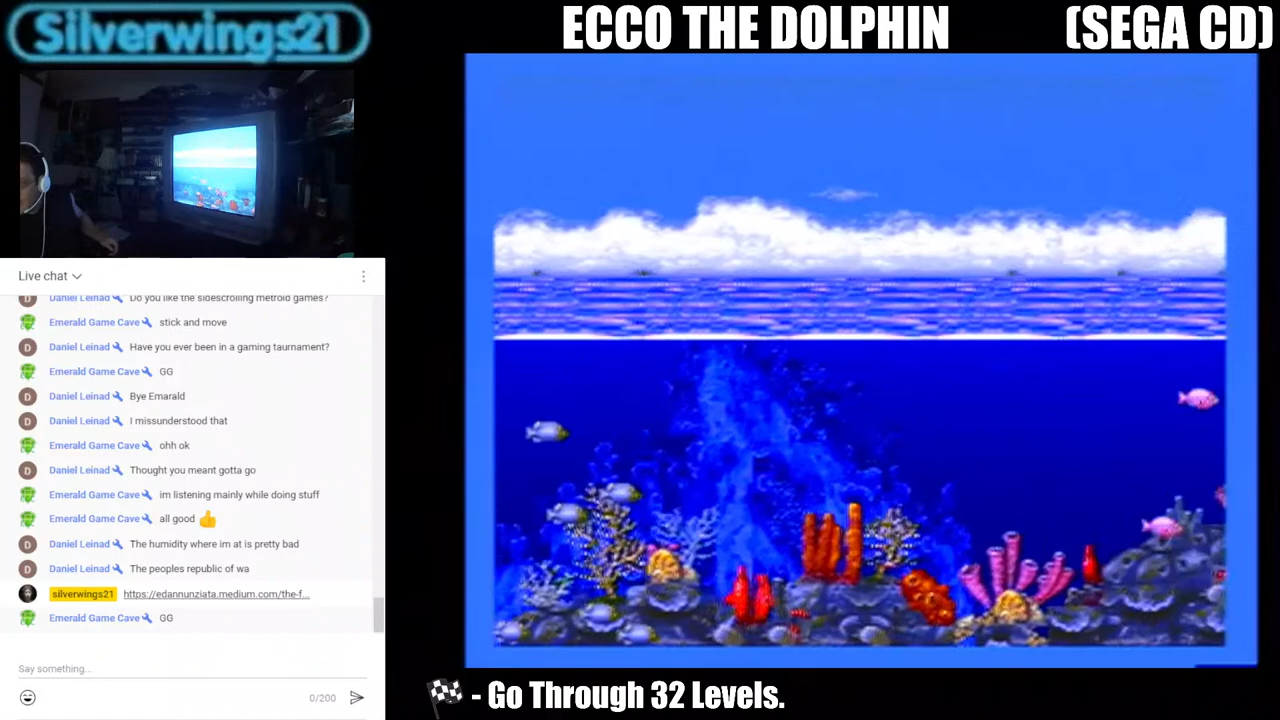 Silverwings21
ECCO THE DOLPHIN (SEGA CD)
Live chat
Daniel Leinad Do you like the sidescrolling metroid games?
Emerald Game Cave stick and move
Daniel Leinad Have you ever been in a gaming taurnament?
Emerald Game Cave GG
Daniel Leinad Bye Emarald
Daniel Leinad I missunderstood that
Emerald Game Cave ohh ok
Daniel Leinad Thought you meant gotta go
Emerald Game Cave im listening mainly while doing stuff
Emerald Game Cave all good 👍
Daniel Leinad The humidity where im at is pretty bad
Daniel Leinad The peoples republic of wa
silverwings21 https://edannunziata.medium.com/the-f...
Emerald Game Cave GG
Say something...
0/200
- Go Through 32 Levels.